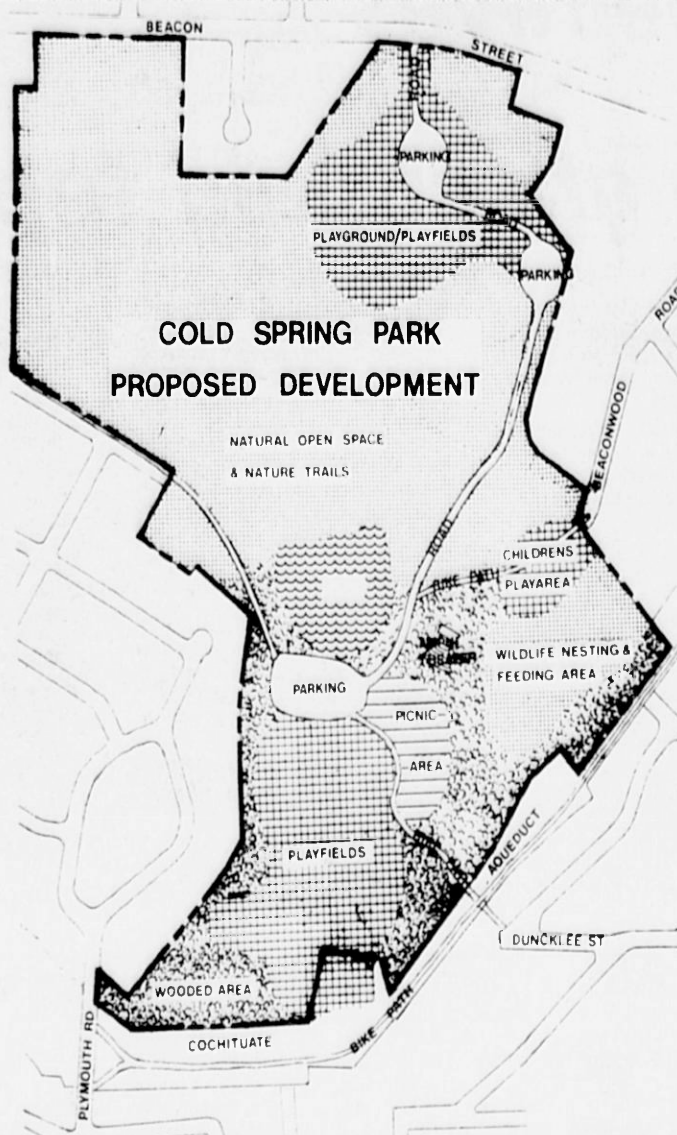 BEACON
STREET
ROAD
PARKING
ROAD
PLAYGROUND/PLAYFIELDS
PARKING
ROAD
COLD SPRING PARK
PROPOSED DEVELOPMENT
BEACONWOOD
NATURAL OPEN SPACE
& NATURE TRAILS
ROAD
CHILDRENS
PLAYAREA
BIKE PATH
WILDLIFE NESTING &
FEEDING AREA
PARKING
PICNIC
AREA
PLAYFIELDS
AQUEDUCT
DUNCKLEE ST
WOODED AREA
BIKE PATH
COCHITUATE
PLYMOUTH RD